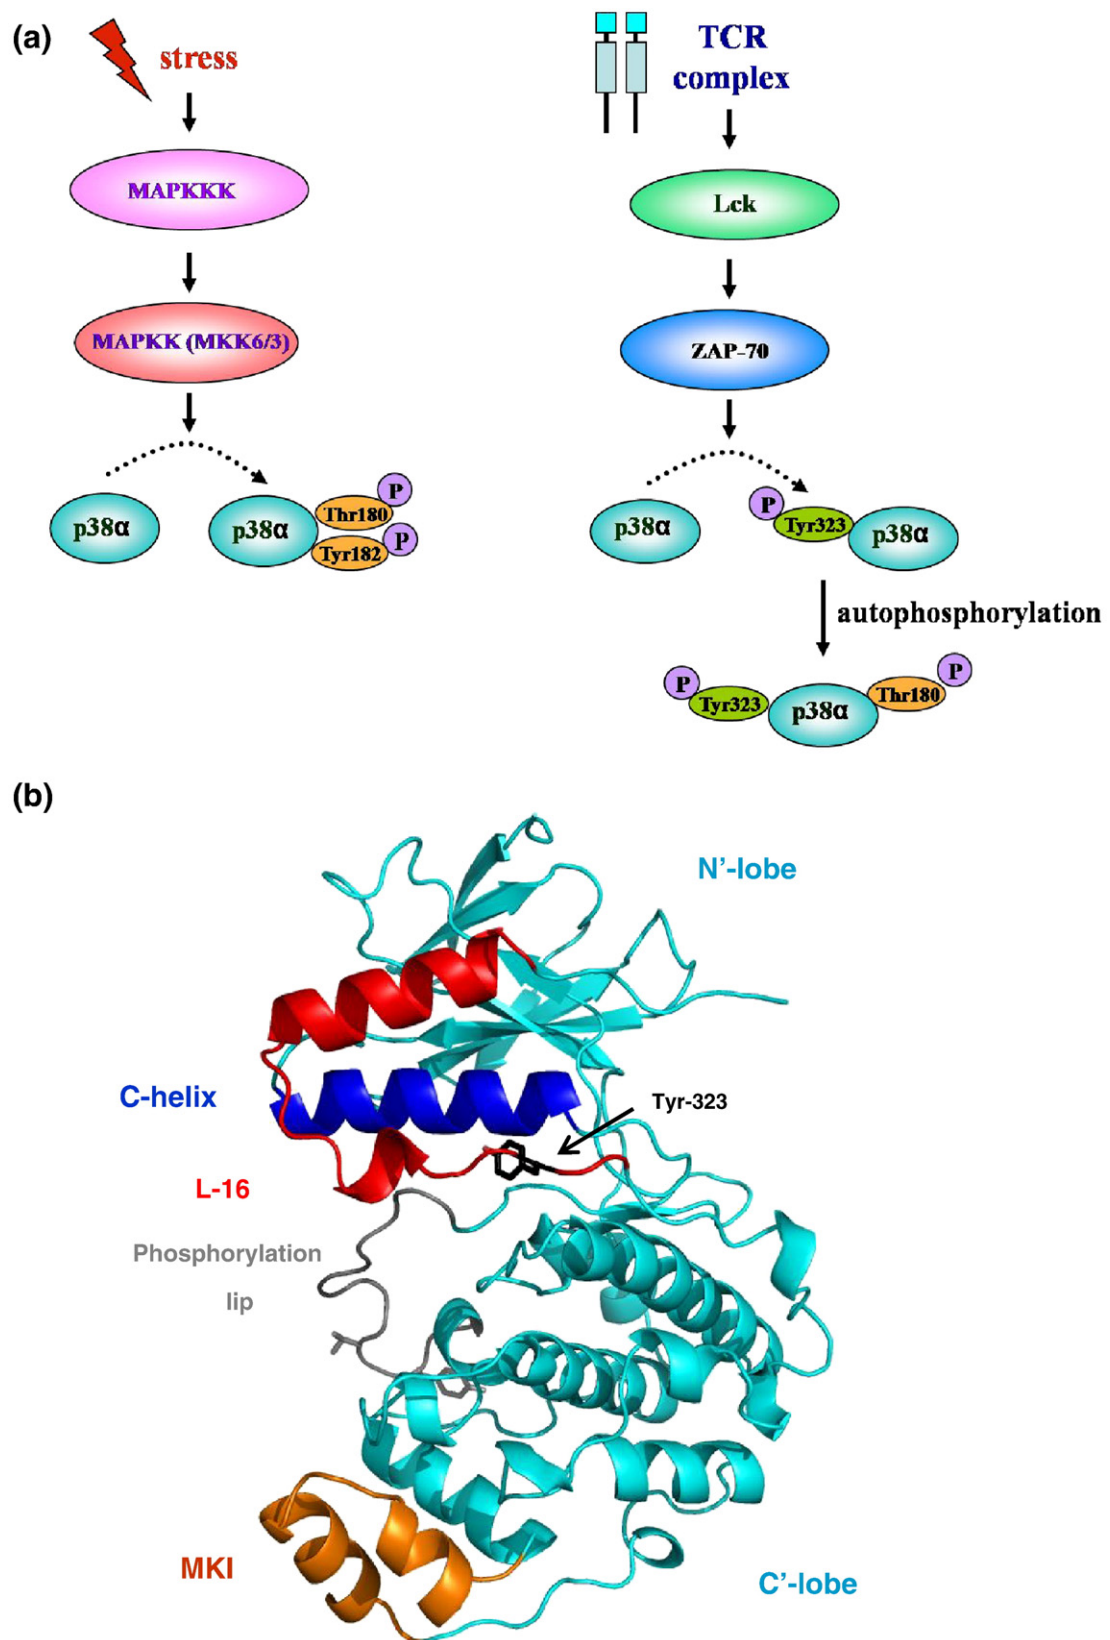 (a)
stress
MAPKKK
MAPKK (MKK6/3)
p38α
p38α
Thr180
P
Tyr182
P
TCR
complex
Lck
ZAP-70
p38α
P
Tyr323
p38α
autophosphorylation
P
Tyr323
p38α
Thr180
P
(b)
N’-lobe
C-helix
Tyr-323
L-16
Phosphorylation
lip
MKI
C’-lobe